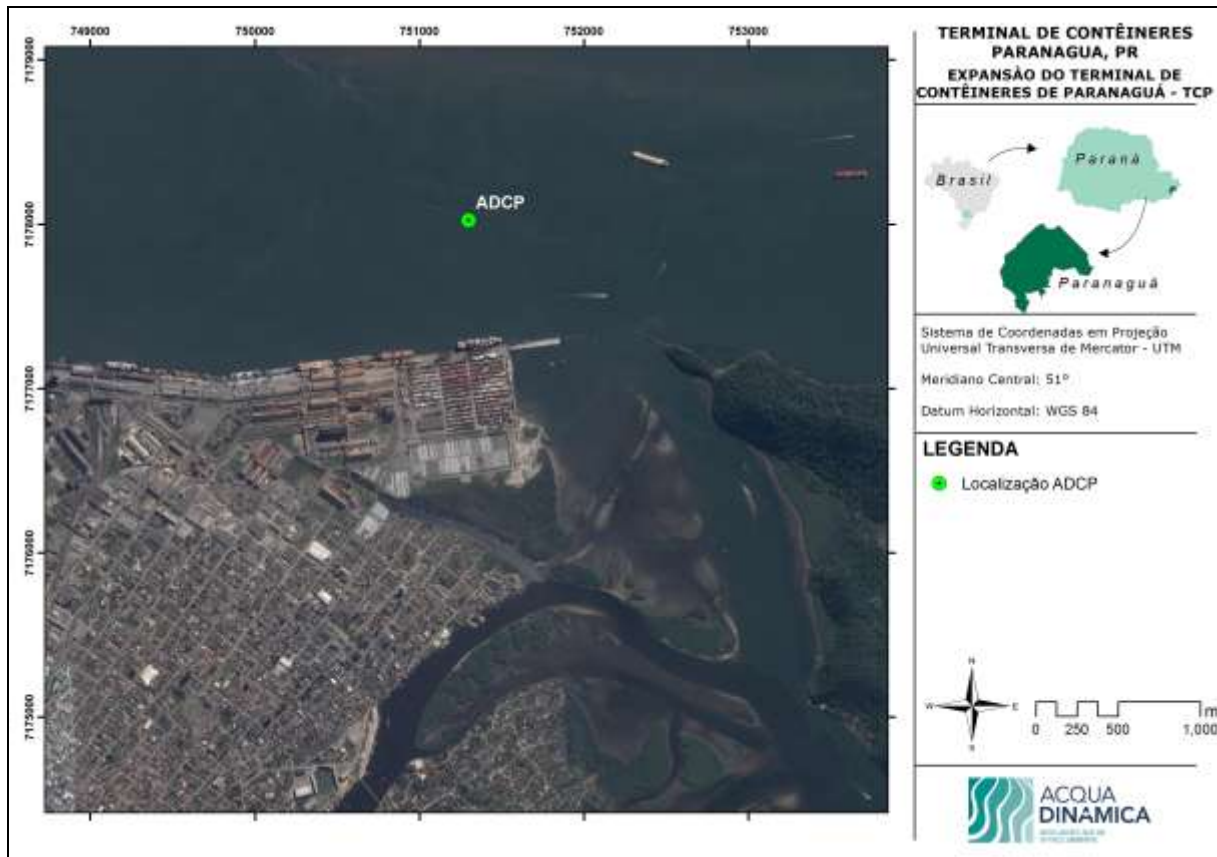 749000 750000 751000 752000 753000
TERMINAL DE CONTÊINERES
PARANAGUA, PR
EXPANSÃO DO TERMINAL DE
CONTÊINERES DE PARANAGUÁ - TCP
7179000
7178000
7177000
7176000
7175000
ADCP
Brasil
Paraná
Paranaguá
Sistema de Coordenadas em Projeção
Universal Transversa de Mercator - UTM
Meridiano Central: 51º
Datum Horizontal: WGS 84
LEGENDA
Localização ADCP
N
W E
S
m
0 250 500 1,000
ACQUA
DINAMICA